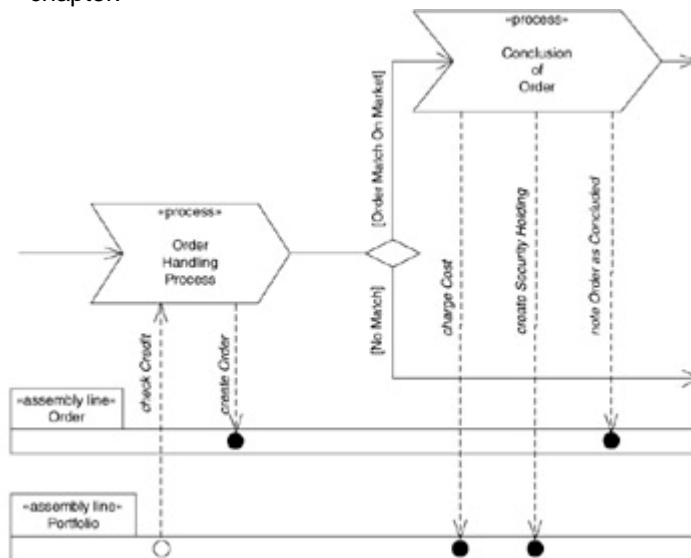 chapter.
«process»
Conclusion
of
Order
[Order Match On Market]
«process»
Order
Handling
Process
[No Match]
check Credit
create Order
charge Cost
create Security Holding
note Order as Concluded
«assembly line»
Order
«assembly line»
Portfolio